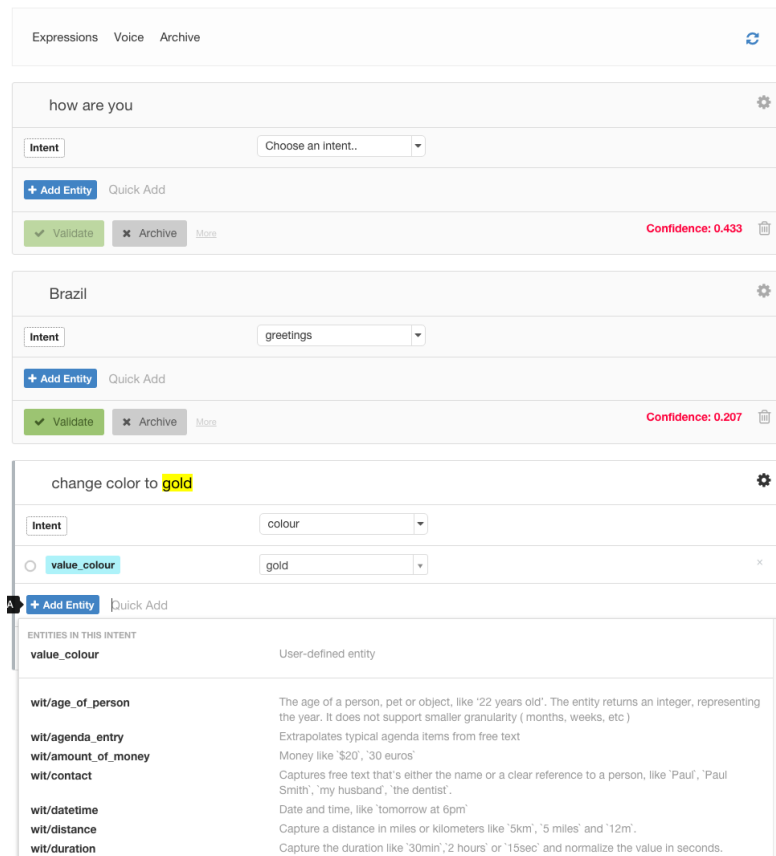 Expressions Voice Archive
how are you
Intent Choose an intent..
+ Add Entity Quick Add
Validate Archive More Confidence: 0.433
Brazil
Intent greetings
+ Add Entity Quick Add
Validate Archive More Confidence: 0.207
change color to gold
Intent colour
value_colour gold ×
A + Add Entity Quick Add
ENTITIES IN THIS INTENT
value_colour User-defined entity
wit/age_of_person The age of a person, pet or object, like '22 years old'. The entity returns an integer, representing
the year. It does not support smaller granularity ( months, weeks, etc )
wit/agenda_entry Extrapolates typical agenda items from free text
wit/amount_of_money Money like `$20`, `30 euros`
wit/contact Captures free text that's either the name or a clear reference to a person, like `Paul`, `Paul
Smith`, `my husband`, `the dentist`.
wit/datetime Date and time, like `tomorrow at 6pm`
wit/distance Capture a distance in miles or kilometers like `5km`, `5 miles` and `12m`.
wit/duration Capture the duration like `30min`,`2 hours` or `15sec` and normalize the value in seconds.